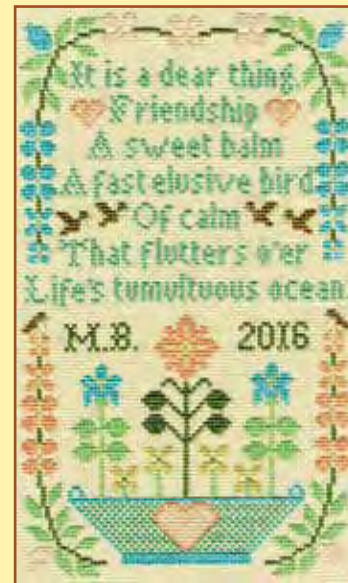 It is a dear thing,
Friendship
A sweet balm
A fast elusive bird
Of calm
That flutters o'er
Life's tumultuous ocean.
M.B. 2016